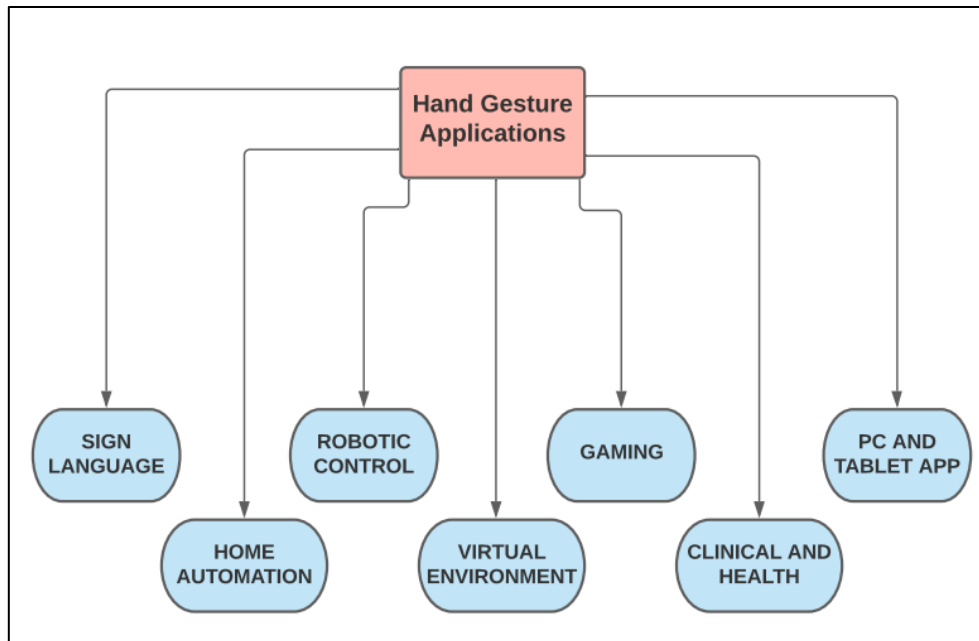 Hand Gesture
Applications
SIGN
LANGUAGE
ROBOTIC
CONTROL
GAMING
PC AND
TABLET APP
HOME
AUTOMATION
VIRTUAL
ENVIRONMENT
CLINICAL AND
HEALTH